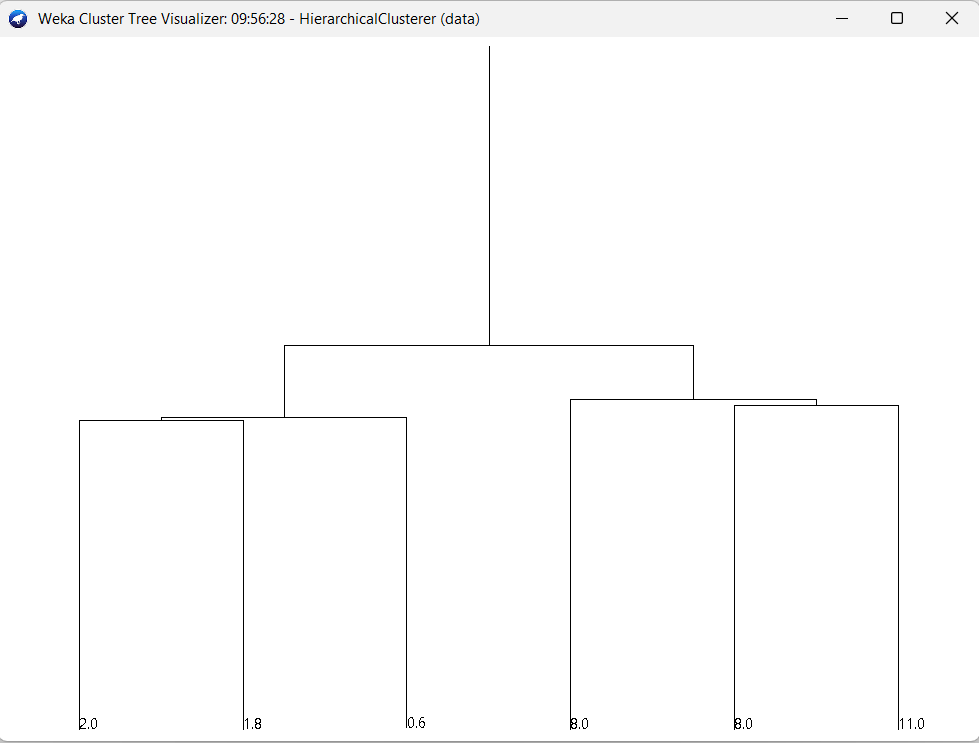 Weka Cluster Tree Visualizer: 09:56:28 - HierarchicalClusterer (data)
2.0 1.8 0.6 8.0 8.0 11.0